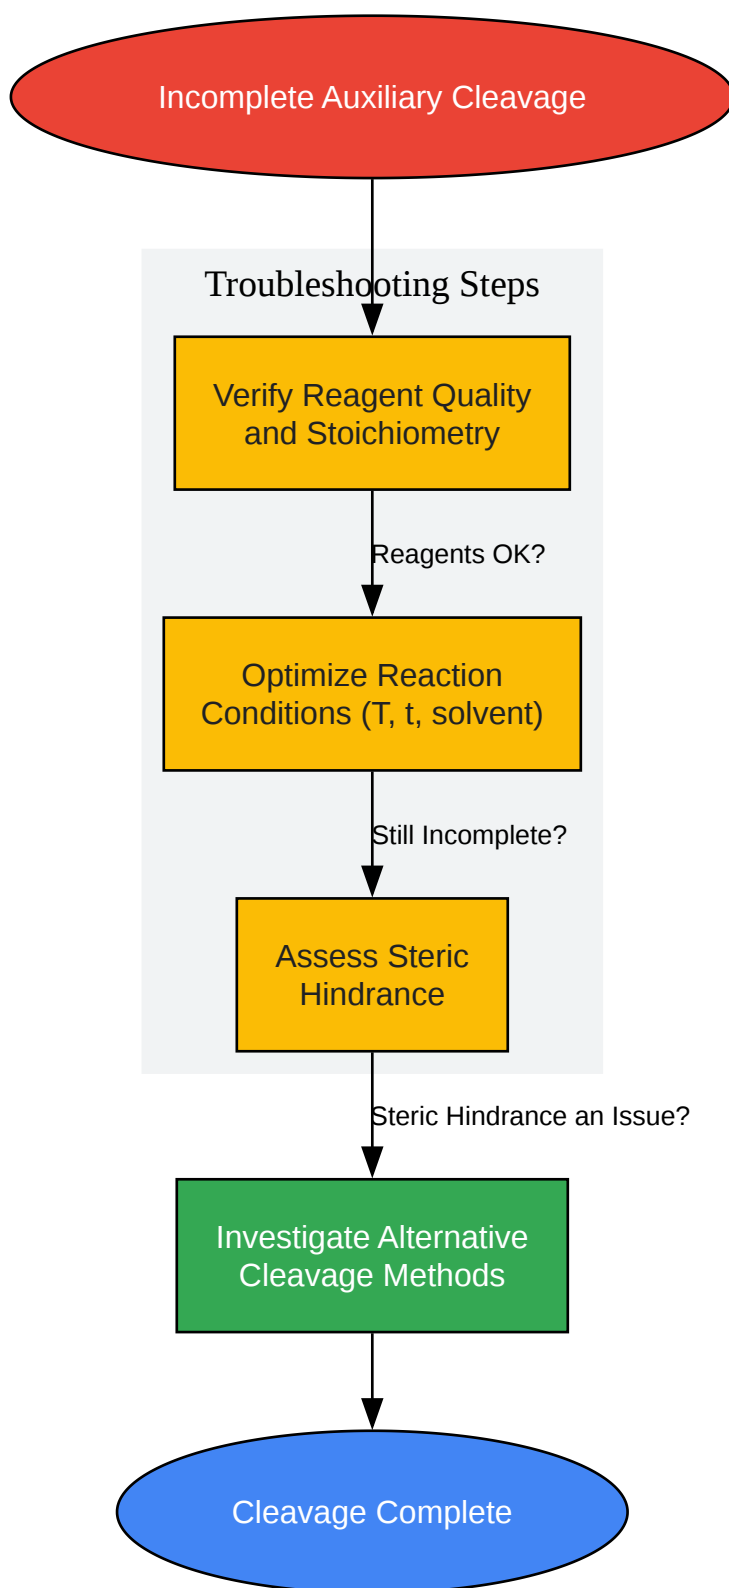 Incomplete Auxiliary Cleavage
Troubleshooting Steps
Verify Reagent Quality
and Stoichiometry
Reagents OK?
Optimize Reaction
Conditions (T, t, solvent)
Still Incomplete?
Assess Steric
Hindrance
Steric Hindrance an Issue?
Investigate Alternative
Cleavage Methods
Cleavage Complete